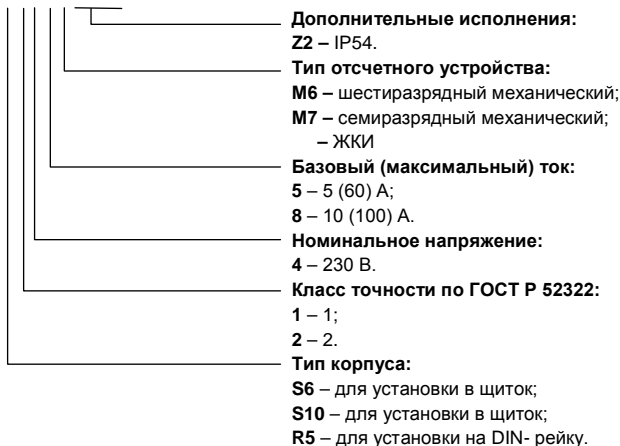 Дополнительные исполнения:
Z2 – IP54.
Тип отсчетного устройства:
М6 – шестиразрядный механический;
М7 – семиразрядный механический;
– ЖКИ
Базовый (максимальный) ток:
5 – 5 (60) А;
8 – 10 (100) А.
Номинальное напряжение:
4 – 230 В.
Класс точности по ГОСТ Р 52322:
1 – 1;
2 – 2.
Тип корпуса:
S6 – для установки в щиток;
S10 – для установки в щиток;
R5 – для установки на DIN- рейку.